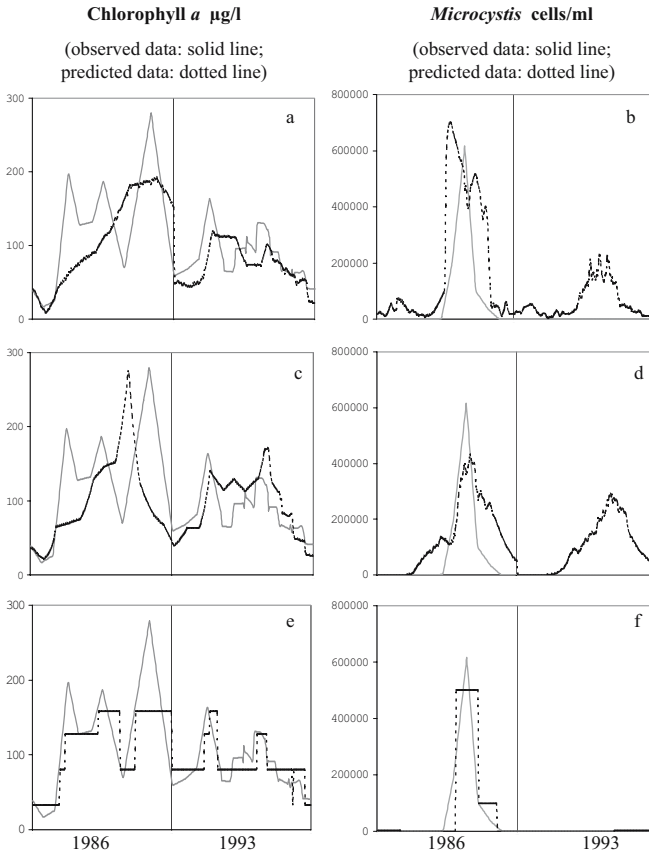 Chlorophyll a µg/l
Microcystis cells/ml
(observed data: solid line;
predicted data: dotted line)
(observed data: solid line;
predicted data: dotted line)
300
200
100
0
a
800000
600000
400000
200000
0
b
300
200
100
0
c
800000
600000
400000
200000
0
d
300
200
100
0
e
800000
600000
400000
200000
0
f
1986
1993
1986
1993